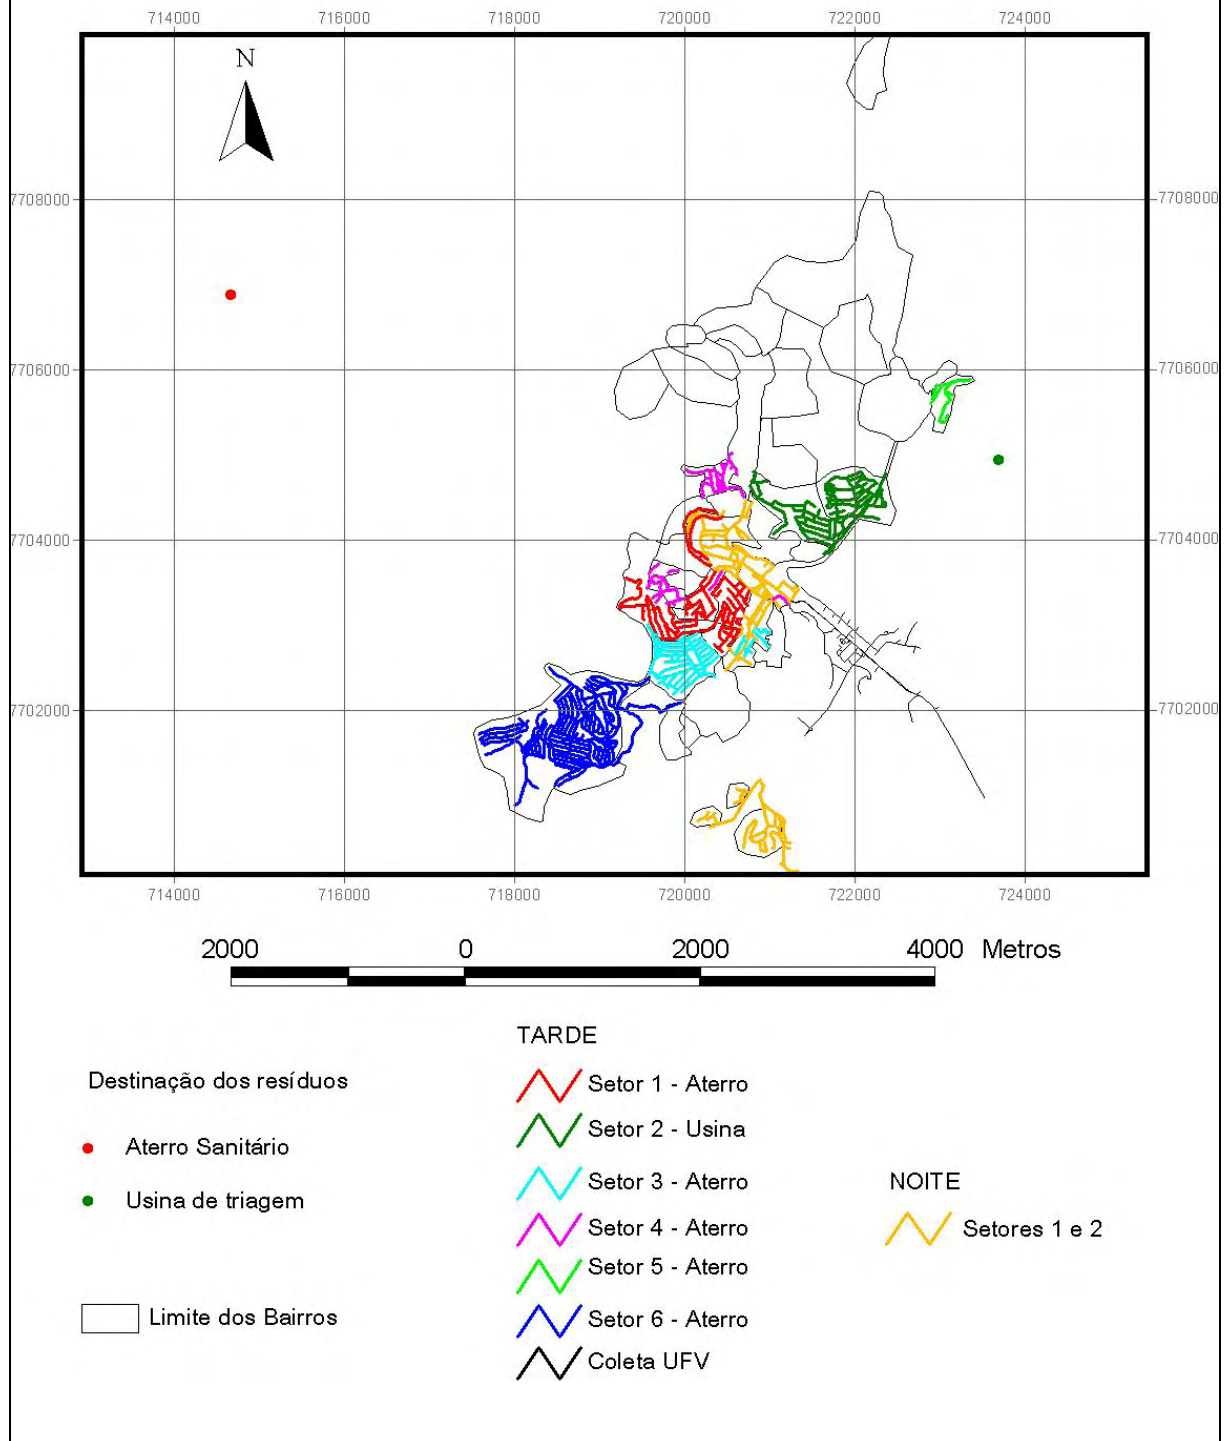 714000 716000 718000 720000 722000 724000
N
7708000 7708000
7706000 7706000
7704000 7704000
7702000 7702000
714000 716000 718000 720000 722000 724000
2000 0 2000 4000 Metros
TARDE
Destinação dos resíduos
Setor 1 - Aterro
Aterro Sanitário
Setor 2 - Usina
Usina de triagem
Setor 3 - Aterro
NOITE
Setor 4 - Aterro
Setores 1 e 2
Setor 5 - Aterro
Limite dos Bairros
Setor 6 - Aterro
Coleta UFV